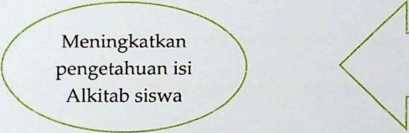 Meningkatkan
pengetahuan isi
Alkitab siswa